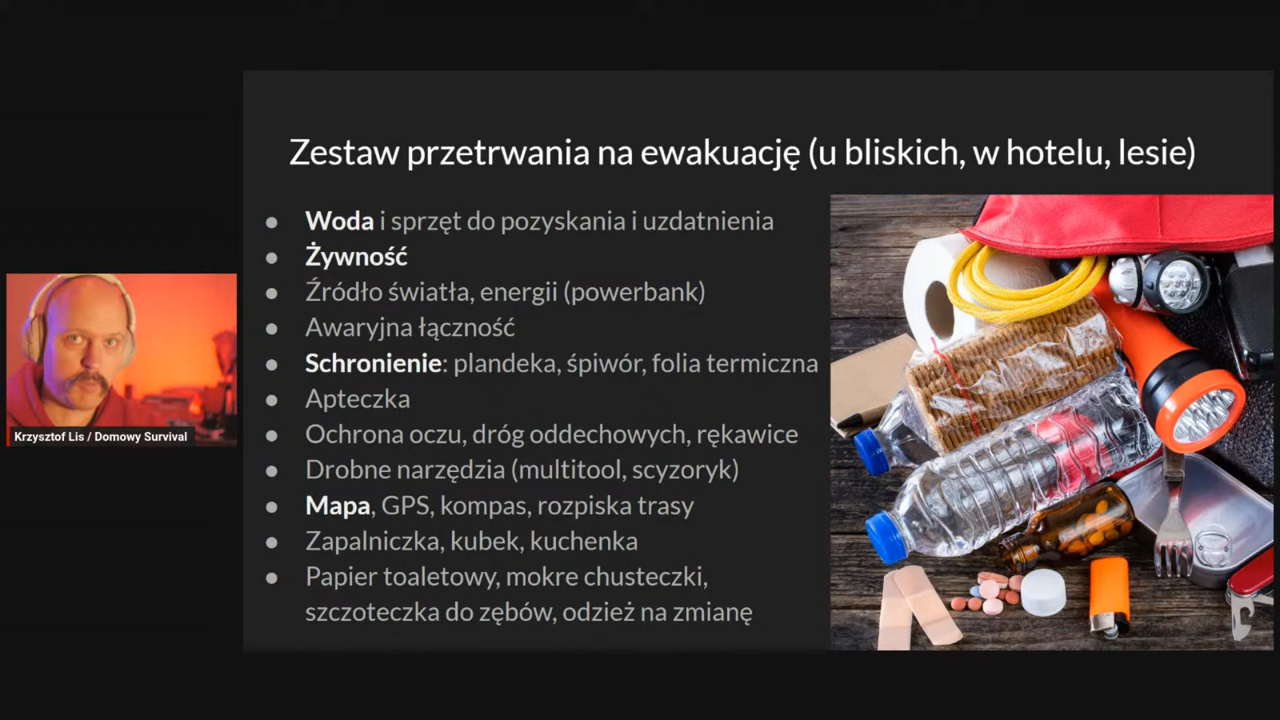 Zestaw przetrwania na ewakuację (u bliskich, w hotelu, lesie)
● Woda i sprzęt do pozyskania i uzdatnienia
● Żywność
● Źródło światła, energii (powerbank)
● Awaryjna łączność
● Schronienie: plandeka, śpiwór, folia termiczna
● Apteczka
● Ochrona oczu, dróg oddechowych, rękawice
● Drobne narzędzia (multitool, scyzoryk)
● Mapa, GPS, kompas, rozpiska trasy
● Zapalniczka, kubek, kuchenka
● Papier toaletowy, mokre chusteczki,
szczoteczka do zębów, odzież na zmianę
Krzysztof Lis / Domowy Survival